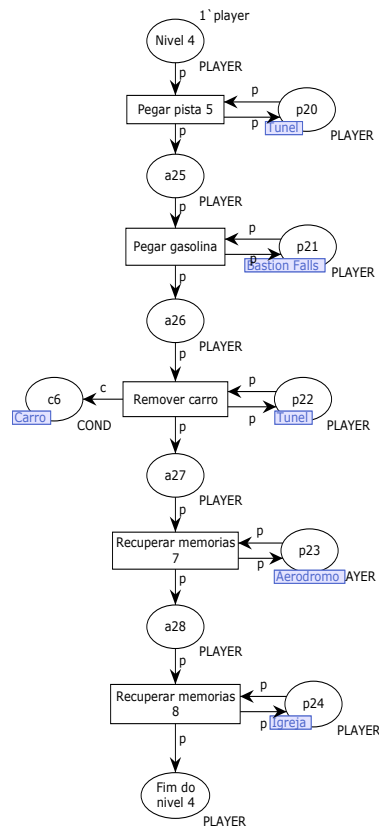 1`player
Nivel 4
PLAYER
p
Pegar pista 5
p
p
p20
Tunel
PLAYER
p
a25
PLAYER
p
Pegar gasolina
p
p
p21
Bastion Falls
PLAYER
p
a26
PLAYER
p
c
Remover carro
p
p
p22
Tunel
PLAYER
c6
Carro
COND
p
a27
PLAYER
p
Recuperar memorias
7
p
p
p23
Aerodromo
AYER
p
a28
PLAYER
p
Recuperar memorias
8
p
p
p24
Igreja
PLAYER
p
Fim do
nivel 4
PLAYER